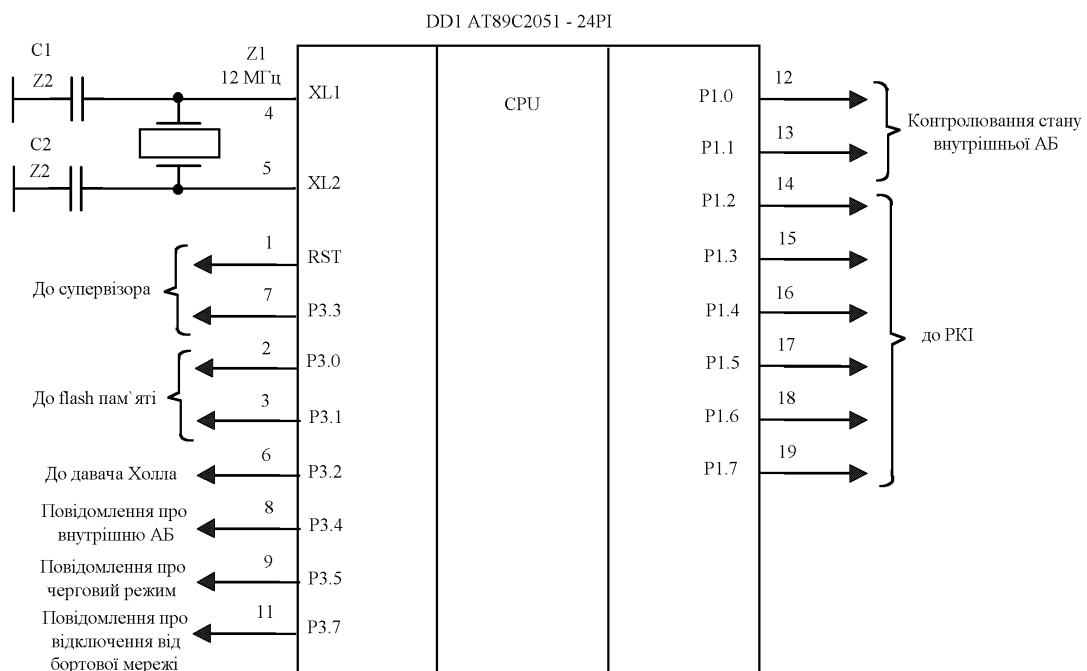 DD1 AT89C2051 - 24PI
C1
Z2
Z1
12 МГц
XL1
4
C2
Z2
5
XL2
CPU
1
RST
До супервізора
7
P3.3
2
P3.0
До flash пам`яті
3
P3.1
6
До давача Холла
P3.2
8
Повідомлення про
внутрішню АБ
P3.4
9
Повідомлення про
черговий режим
P3.5
11
Повідомлення про
відключення від
бортової мережі
P3.7
12
P1.0
13
P1.1
Контролювання стану
внутрішньої АБ
14
P1.2
15
P1.3
16
P1.4
17
P1.5
18
P1.6
19
P1.7
до РКІ